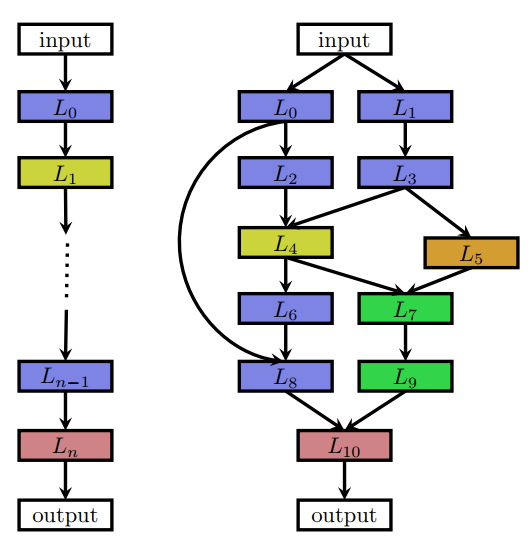 input
L₀
L₁
Lₙ₋₁
Lₙ
output
input
L₀ L₁
L₂ L₃
L₄
L₅
L₆ L₇
L₈ L₉
L₁₀
output